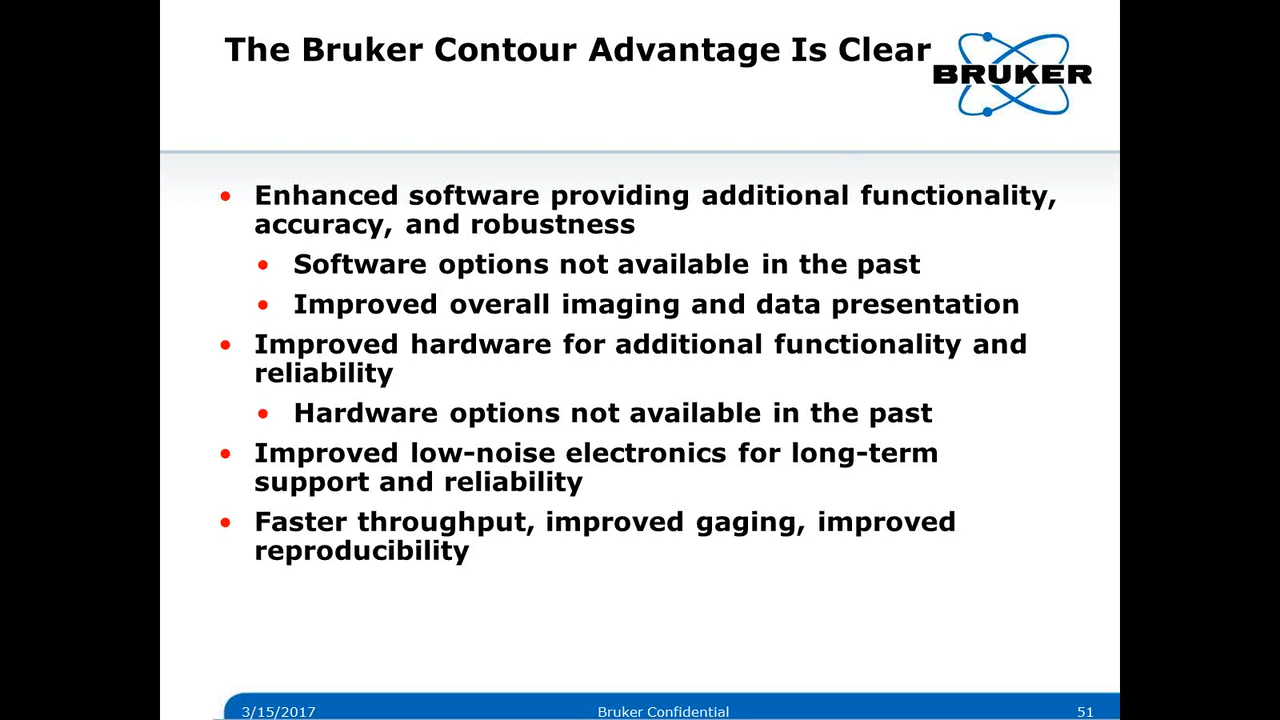 The Bruker Contour Advantage Is Clear
BRUKER
• Enhanced software providing additional functionality,
accuracy, and robustness
• Software options not available in the past
• Improved overall imaging and data presentation
• Improved hardware for additional functionality and
reliability
• Hardware options not available in the past
• Improved low-noise electronics for long-term
support and reliability
• Faster throughput, improved gaging, improved
reproducibility
3/15/2017
Bruker Confidential
51